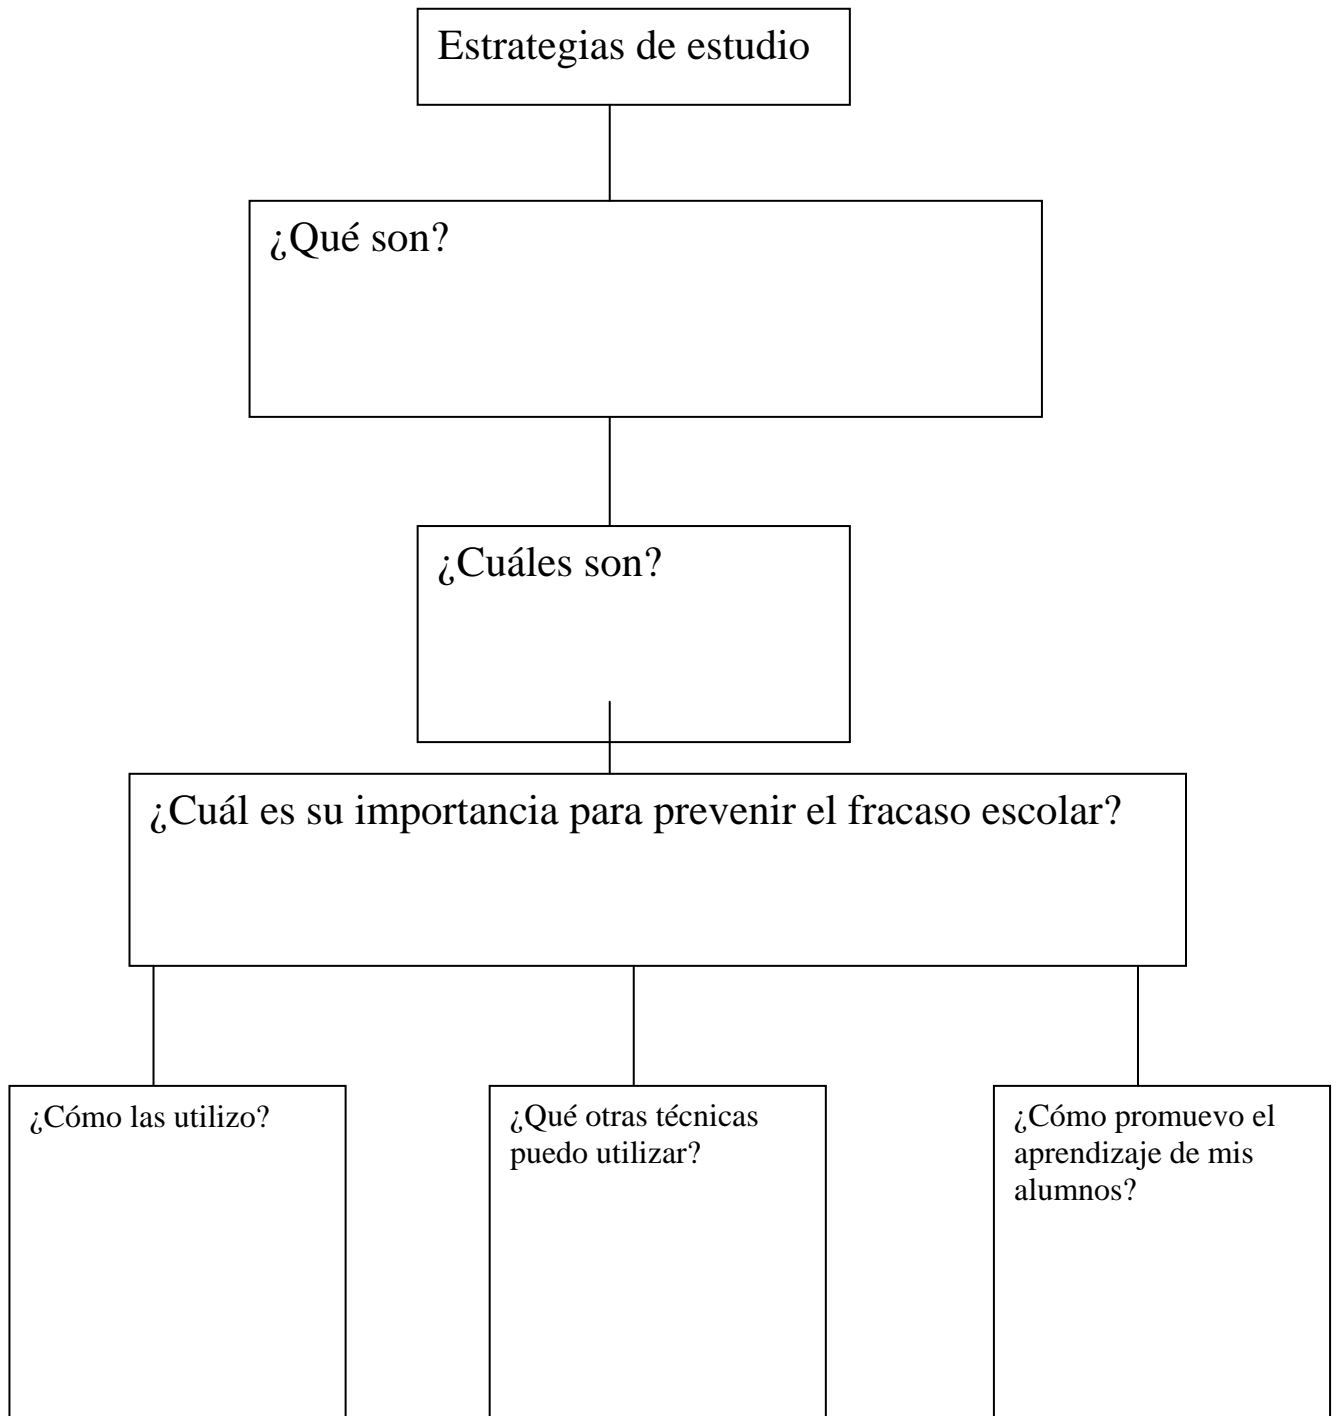 Estrategias de estudio
¿Qué son?
¿Cuáles son?
¿Cuál es su importancia para prevenir el fracaso escolar?
¿Cómo las utilizo?
¿Qué otras técnicas
puedo utilizar?
¿Cómo promuevo el
aprendizaje de mis
alumnos?